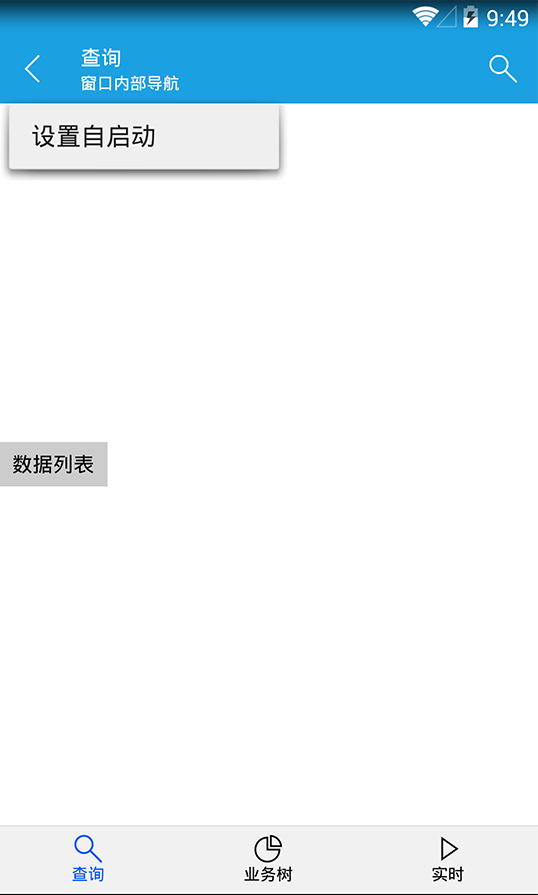 9:49
查询
窗口内部导航
设置自启动
数据列表
查询
业务树
实时